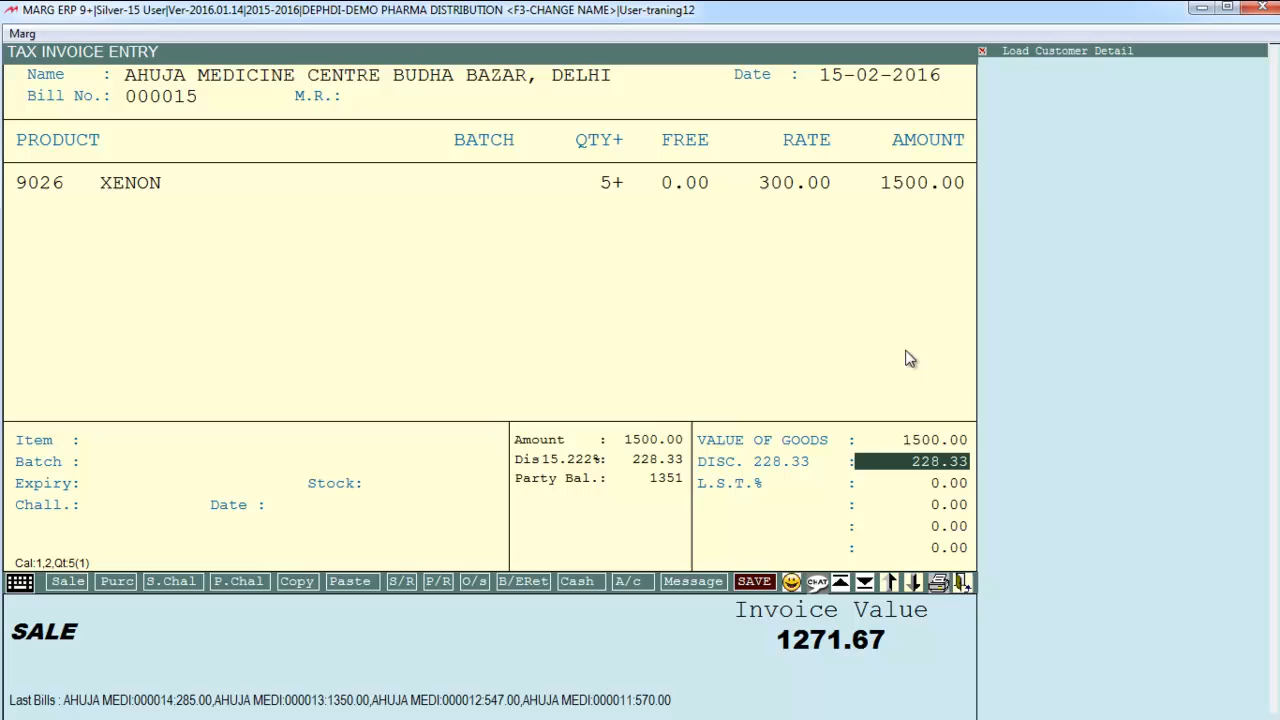 MARG ERP 9+|Silver-15 User|Ver-2016.01.14|2015-2016|DEPHDI-DEMO PHARMA DISTRIBUTION <F3-CHANGE NAME>|User-traning12
Marg
TAX INVOICE ENTRY
Load Customer Detail
Name : AHUJA MEDICINE CENTRE BUDHA BAZAR, DELHI Date : 15-02-2016
Bill No.: 000015 M.R.:
PRODUCT BATCH QTY+ FREE RATE AMOUNT
9026 XENON 5+ 0.00 300.00 1500.00
Item :
Batch :
Expiry: Stock:
Chall.: Date :
Cal:1,2,Qt:5(1)
Amount : 1500.00
Dis15.222%: 228.33
Party Bal.: 1351
VALUE OF GOODS : 1500.00
DISC. 228.33 : 228.33
L.S.T.% : 0.00
: 0.00
: 0.00
: 0.00
Sale Purc S.Chal P.Chal Copy Paste S/R P/R O/s B/ERet Cash A/c Message SAVE CHAT
Invoice Value
SALE
1271.67
Last Bills : AHUJA MEDI:000014:285.00,AHUJA MEDI:000013:1350.00,AHUJA MEDI:000012:547.00,AHUJA MEDI:000011:570.00